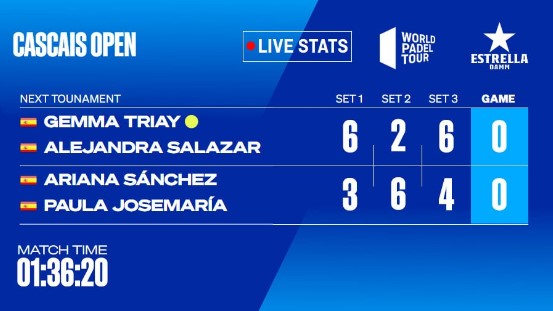 CASCAIS OPEN
LIVE STATS
WORLD
PADEL
TOUR
ESTRELLA
DAMM
NEXT TOUNAMENT SET 1 SET 2 SET 3 GAME
GEMMA TRIAY
ALEJANDRA SALAZAR
6 2 6 0
ARIANA SÁNCHEZ
PAULA JOSEMARÍA
3 6 4 0
MATCH TIME
01:36:20